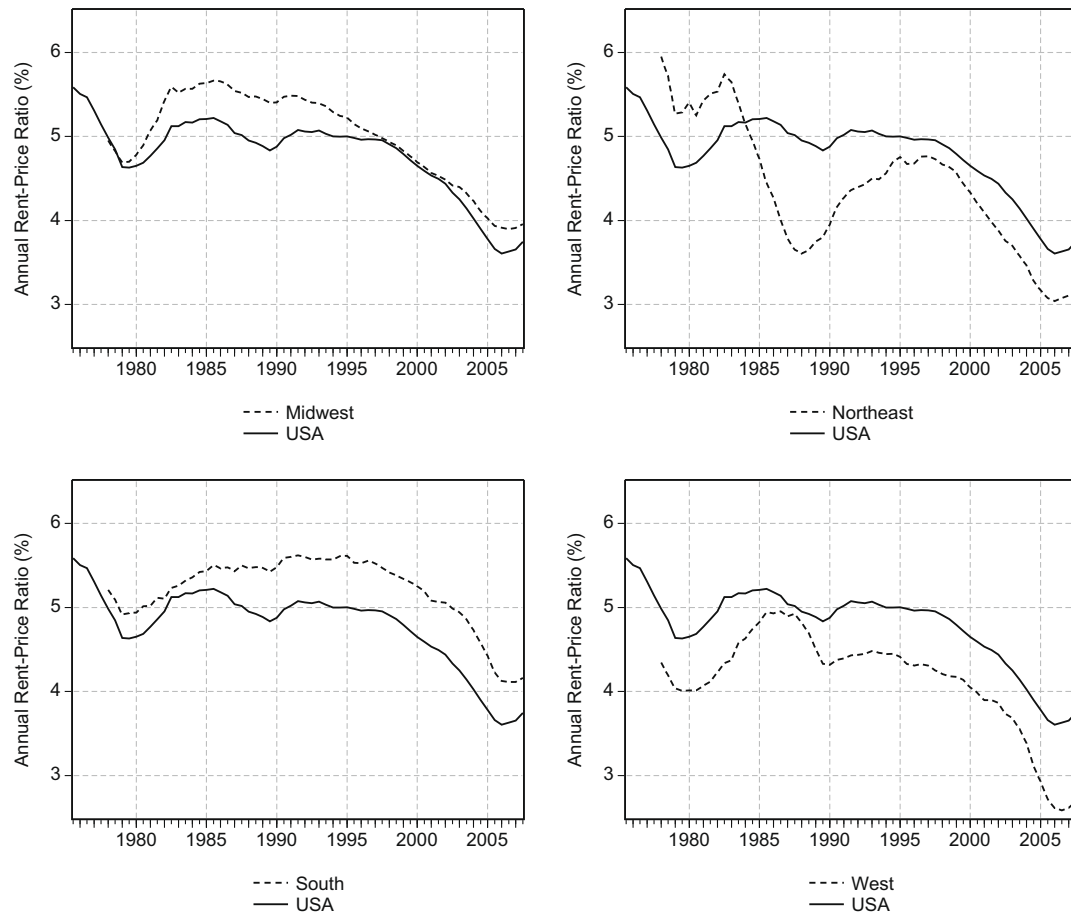 Annual Rent-Price Ratio (%)
6
5
4
3
1980 1985 1990 1995 2000 2005
Midwest
USA
Annual Rent-Price Ratio (%)
6
5
4
3
1980 1985 1990 1995 2000 2005
Northeast
USA
Annual Rent-Price Ratio (%)
6
5
4
3
1980 1985 1990 1995 2000 2005
South
USA
Annual Rent-Price Ratio (%)
6
5
4
3
1980 1985 1990 1995 2000 2005
West
USA